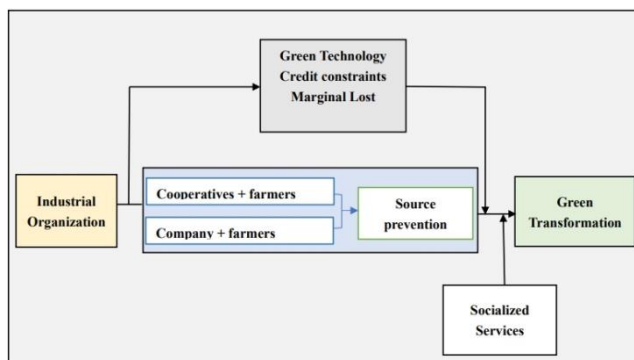 Green Technology
Credit constraints
Marginal Lost
Industrial
Organization
Cooperatives + farmers
Company + farmers
Source
prevention
Green
Transformation
Socialized
Services